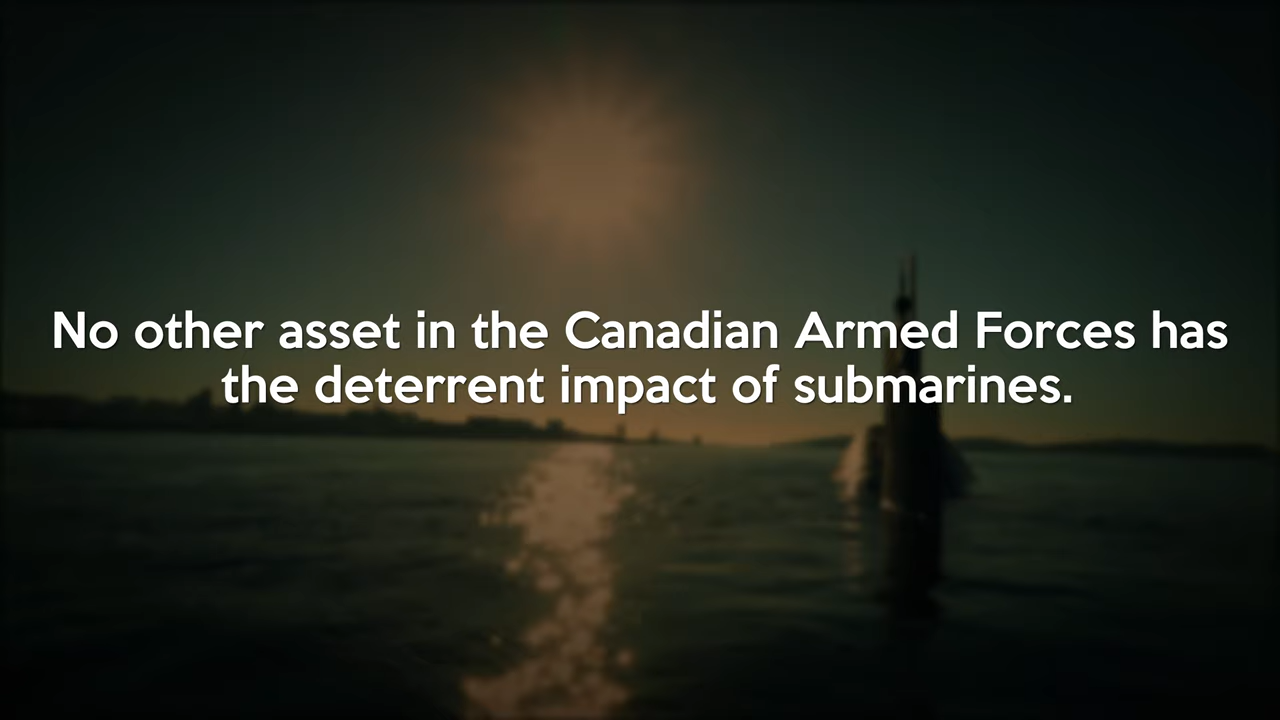 No other asset in the Canadian Armed Forces has
the deterrent impact of submarines.